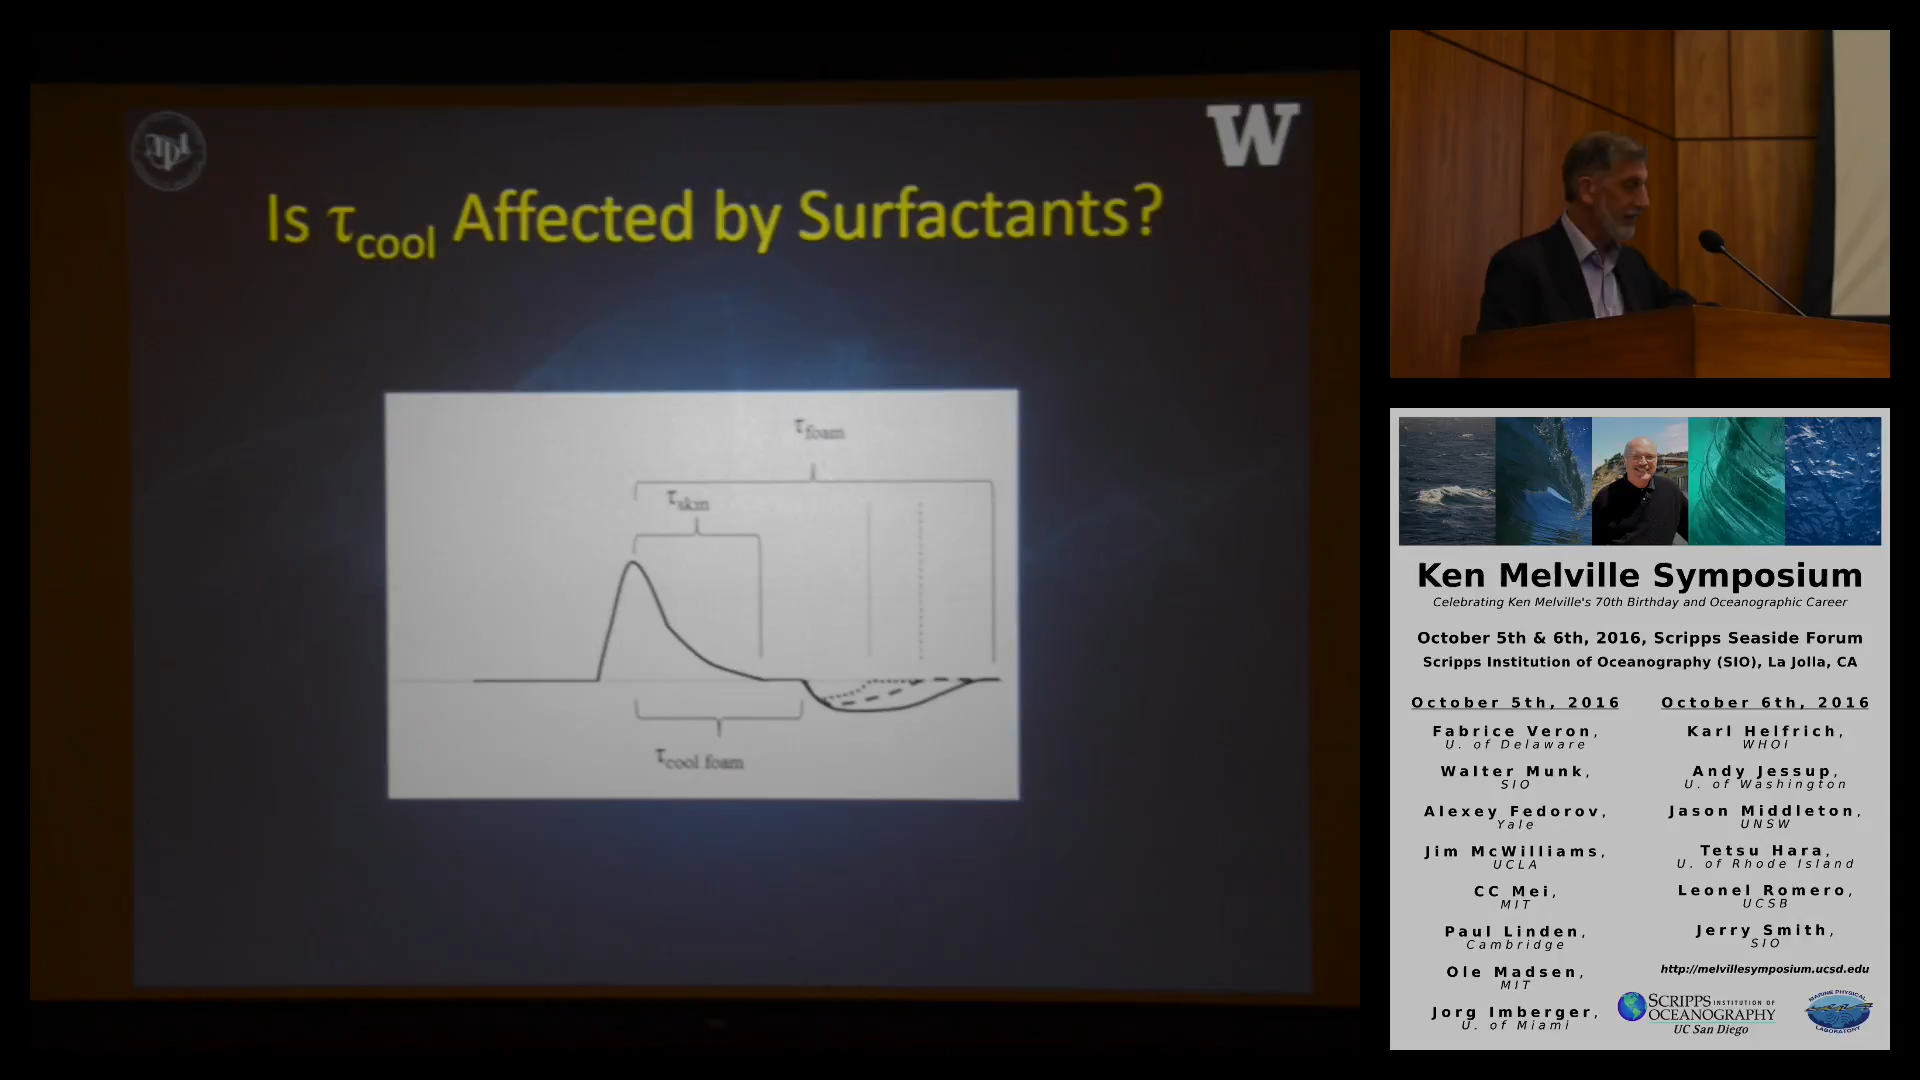 apl
W
Is τcool Affected by Surfactants?
τfoam
τskin
τcool foam
Ken Melville Symposium
Celebrating Ken Melville's 70th Birthday and Oceanographic Career
October 5th & 6th, 2016, Scripps Seaside Forum
Scripps Institution of Oceanography (SIO), La Jolla, CA
October 5th, 2016
Fabrice Veron,
U. of Delaware
Walter Munk,
SIO
Alexey Fedorov,
Yale
Jim McWilliams,
UCLA
CC Mei,
MIT
Paul Linden,
Cambridge
Ole Madsen,
MIT
Jorg Imberger,
U. of Miami
October 6th, 2016
Karl Helfrich,
WHOI
Andy Jessup,
U. of Washington
Jason Middleton,
UNSW
Tetsu Hara,
U. of Rhode Island
Leonel Romero,
UCSB
Jerry Smith,
SIO
http://melvillesymposium.ucsd.edu
SCRIPPS INSTITUTION OF
OCEANOGRAPHY
UC San Diego
MARINE PHYSICAL
LABORATORY